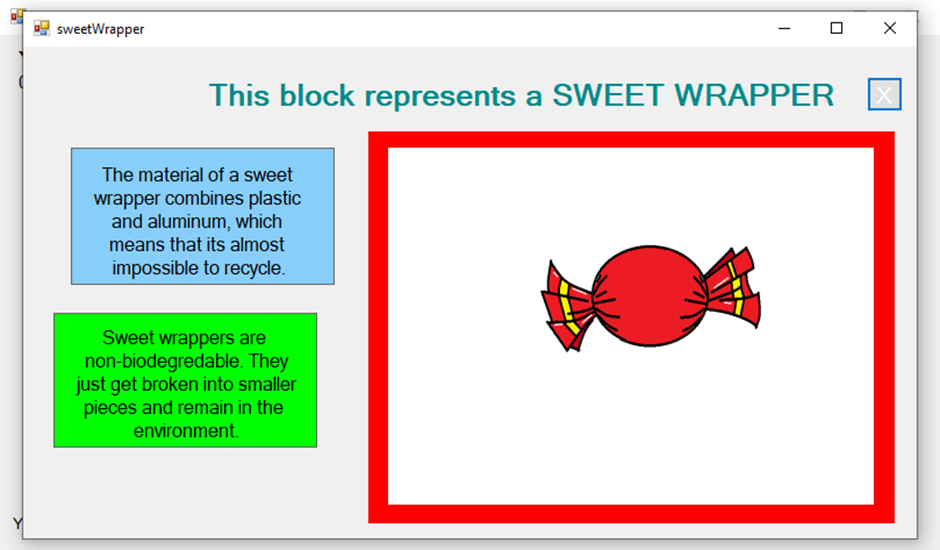 sweetWrapper
This block represents a SWEET WRAPPER
X
The material of a sweet
wrapper combines plastic
and aluminum, which
means that its almost
impossible to recycle.
Sweet wrappers are
non-biodegredable. They
just get broken into smaller
pieces and remain in the
environment.
Y